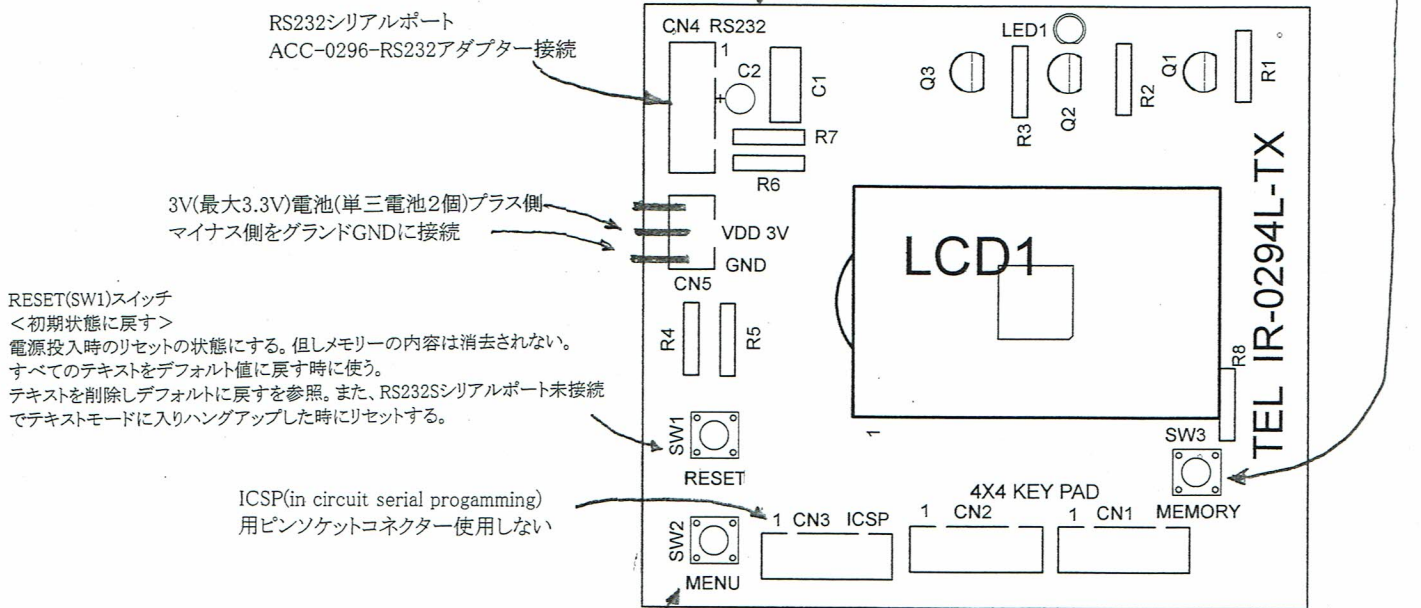 RS232シリアルポート
ACC-0296-RS232アダプター接続
3V(最大3.3V)電池(単三電池2個)プラス側
マイナス側をグランドGNDに接続
RESET(SW1)スイッチ
＜初期状態に戻す＞
電源投入時のリセットの状態にする。但しメモリーの内容は消去されない。
すべてのテキストをデフォルト値に戻す時に使う。
テキストを削除しデフォルトに戻すを参照。また、RS232Sシリアルポート未接続
でテキストモードに入りハングアップした時にリセットする。
ICSP(in circuit serial progamming)
用ピンソケットコネクター使用しない
CN4 RS232
1
C2
+
C1
R7
R6
VDD 3V
GND
CN5
R4
R5
SW1
RESET
SW2
MENU
LED1
Q3
R3
Q2
R2
Q1
R1
LCD1
1
TEL IR-0294L-TX
R8
SW3
MEMORY
4X4 KEY PAD
1 CN3 ICSP
1 CN2
1 CN1